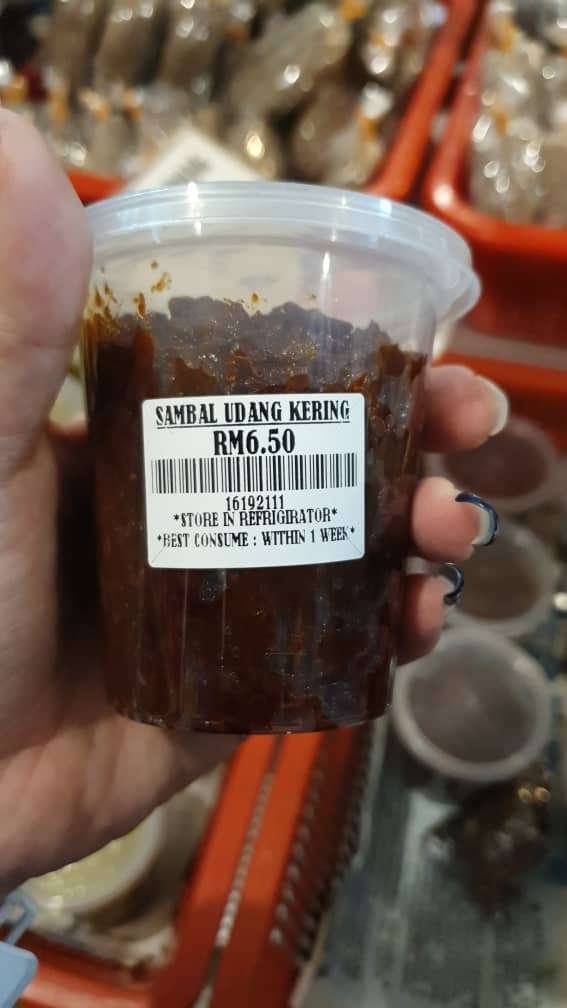 SAMBAL UDANG KERING
RM6.50
16192111
*STORE IN REFRIGIRATOR*
*BEST CONSUME : WITHIN 1 WEEK*